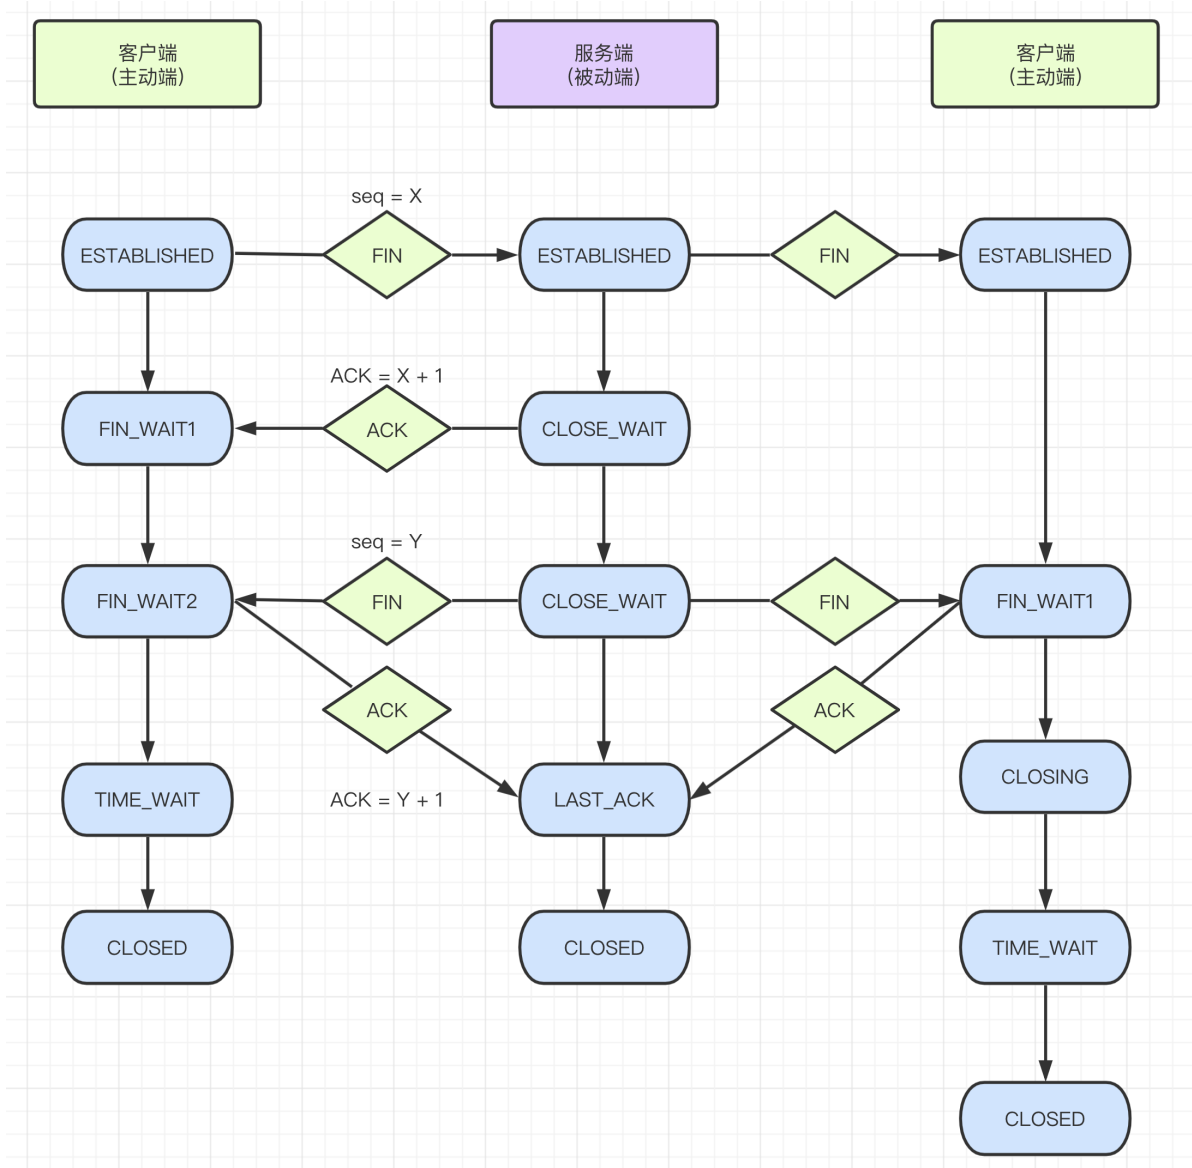 客户端
(主动端)
服务端
(被动端)
客户端
(主动端)
seq = X
ESTABLISHED
FIN
ESTABLISHED
FIN
ESTABLISHED
ACK = X + 1
FIN_WAIT1
ACK
CLOSE_WAIT
seq = Y
FIN_WAIT2
FIN
CLOSE_WAIT
FIN
FIN_WAIT1
ACK
ACK
CLOSING
TIME_WAIT
ACK = Y + 1
LAST_ACK
CLOSED
CLOSED
TIME_WAIT
CLOSED